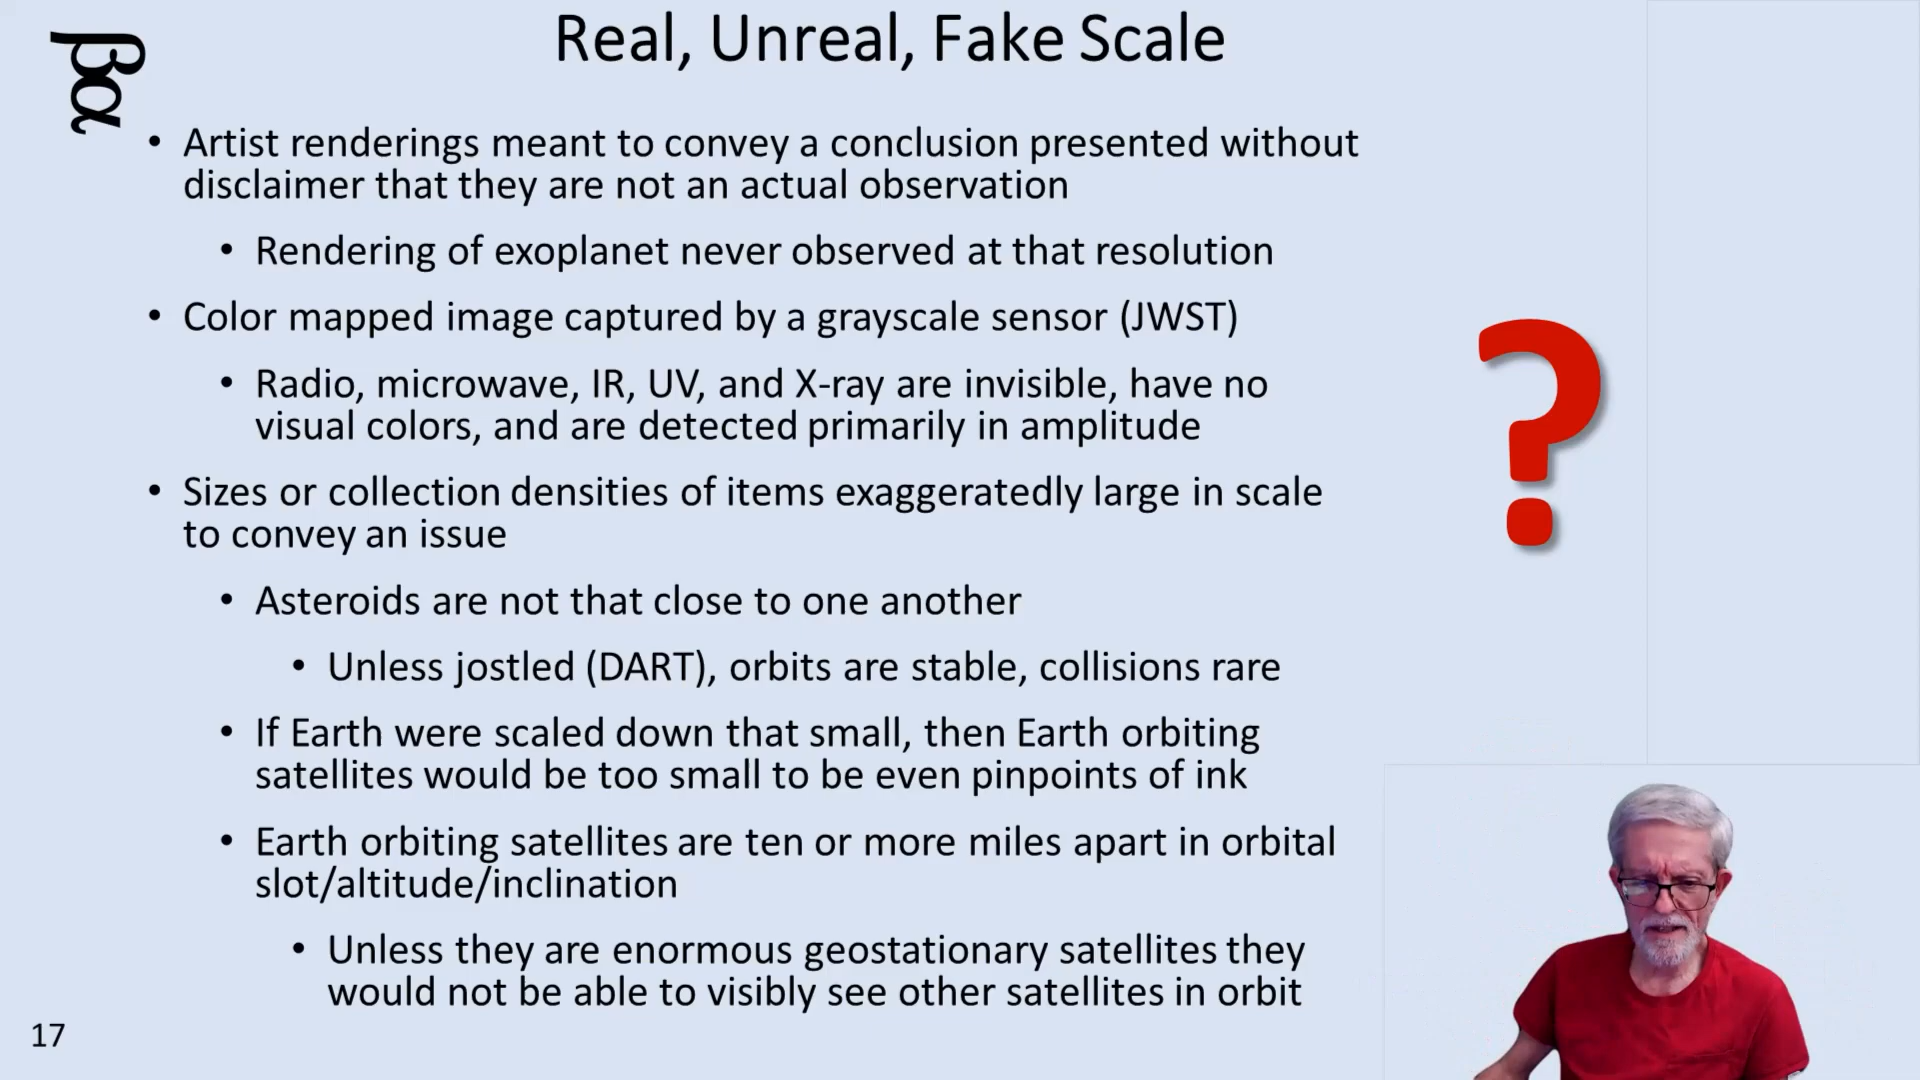 βα
Real, Unreal, Fake Scale
• Artist renderings meant to convey a conclusion presented without
disclaimer that they are not an actual observation
• Rendering of exoplanet never observed at that resolution
• Color mapped image captured by a grayscale sensor (JWST)
• Radio, microwave, IR, UV, and X-ray are invisible, have no
visual colors, and are detected primarily in amplitude
• Sizes or collection densities of items exaggeratedly large in scale
to convey an issue
• Asteroids are not that close to one another
• Unless jostled (DART), orbits are stable, collisions rare
• If Earth were scaled down that small, then Earth orbiting
satellites would be too small to be even pinpoints of ink
• Earth orbiting satellites are ten or more miles apart in orbital
slot/altitude/inclination
• Unless they are enormous geostationary satellites they
would not be able to visibly see other satellites in orbit
?
17